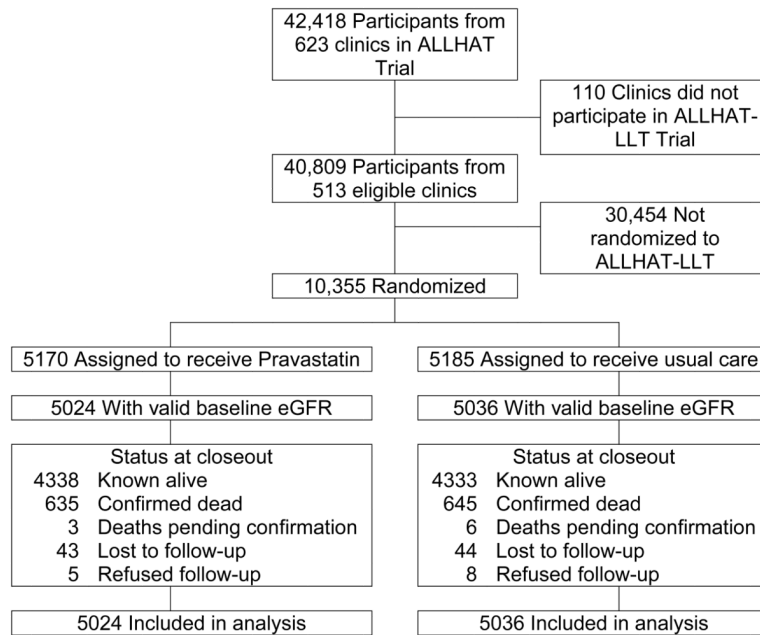 42,418 Participants from
623 clinics in ALLHAT
Trial
110 Clinics did not
participate in ALLHAT-
LLT Trial
40,809 Participants from
513 eligible clinics
30,454 Not
randomized to
ALLHAT-LLT
10,355 Randomized
5170 Assigned to receive Pravastatin
5185 Assigned to receive usual care
5024 With valid baseline eGFR
5036 With valid baseline eGFR
Status at closeout
4338 Known alive
635 Confirmed dead
3 Deaths pending confirmation
43 Lost to follow-up
5 Refused follow-up
Status at closeout
4333 Known alive
645 Confirmed dead
6 Deaths pending confirmation
44 Lost to follow-up
8 Refused follow-up
5024 Included in analysis
5036 Included in analysis